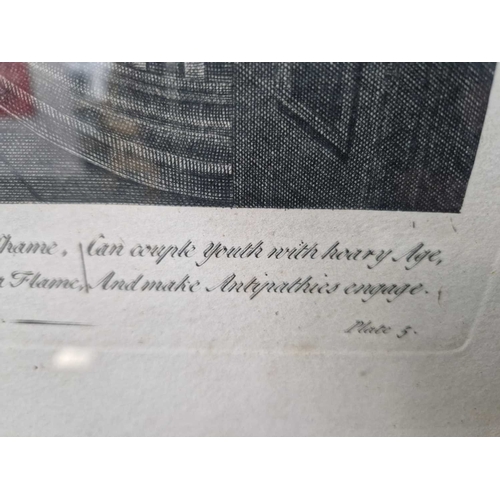 Shame, Can couple Youth with hoary Age,
Flame, And make Antipathies engage.
Plate 5.